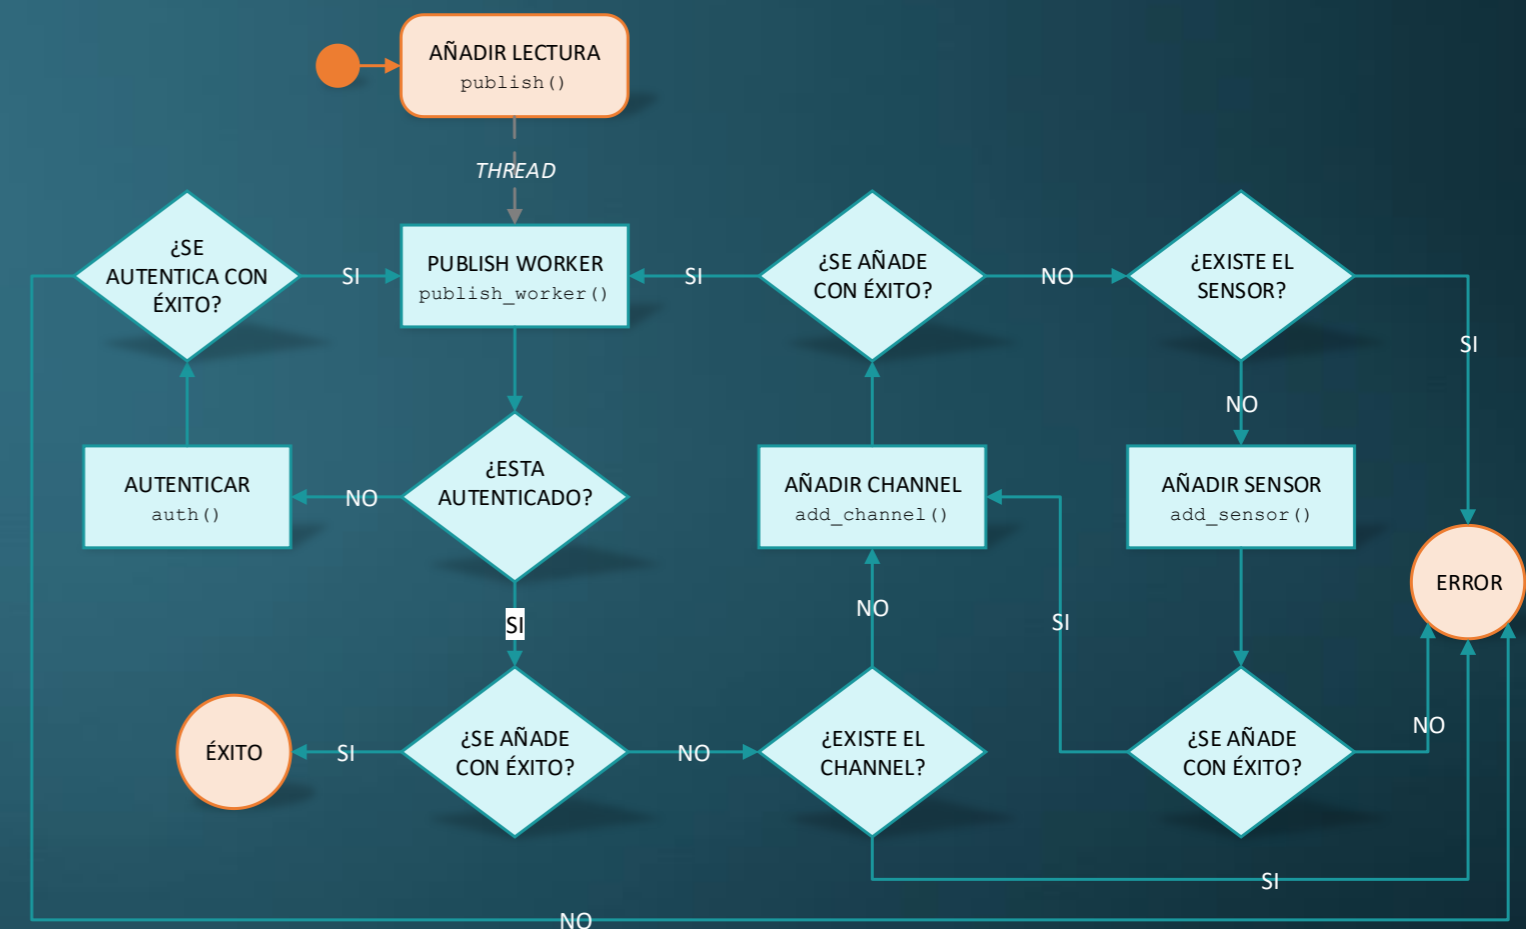 AÑADIR LECTURA
publish()
THREAD
¿SE
AUTENTICA CON
ÉXITO?
SI
PUBLISH WORKER
publish_worker()
SI
¿SE AÑADE
CON ÉXITO?
NO
¿EXISTE EL
SENSOR?
SI
NO
AUTENTICAR
auth()
NO
¿ESTA
AUTENTICADO?
AÑADIR CHANNEL
add_channel()
AÑADIR SENSOR
add_sensor()
ERROR
SI
NO
SI
ÉXITO
SI
¿SE AÑADE
CON ÉXITO?
NO
¿EXISTE EL
CHANNEL?
¿SE AÑADE
CON ÉXITO?
NO
SI
NO